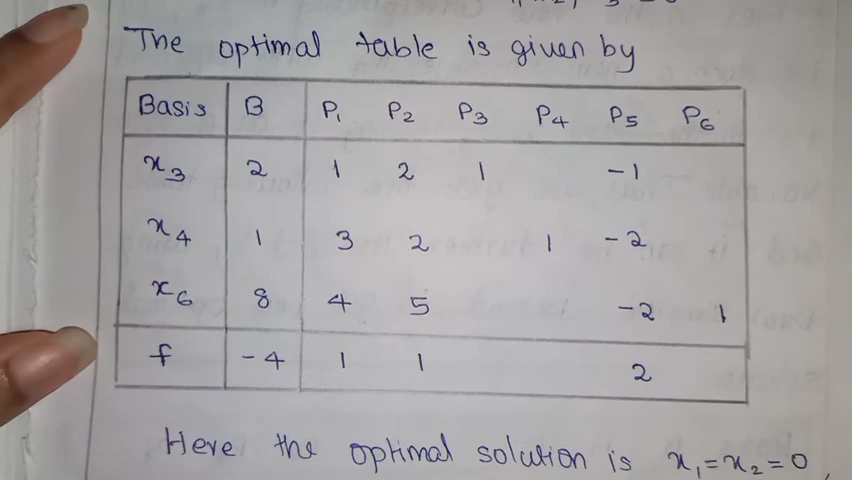 The optimal table is given by
Basis B P₁ P₂ P₃ P₄ P₅ P₆
x₃ 2 1 2 1 -1
x₄ 1 3 2 1 -2
x₆ 8 4 5 -2 1
f -4 1 1 2
Here the optimal solution is x₁=x₂=0,